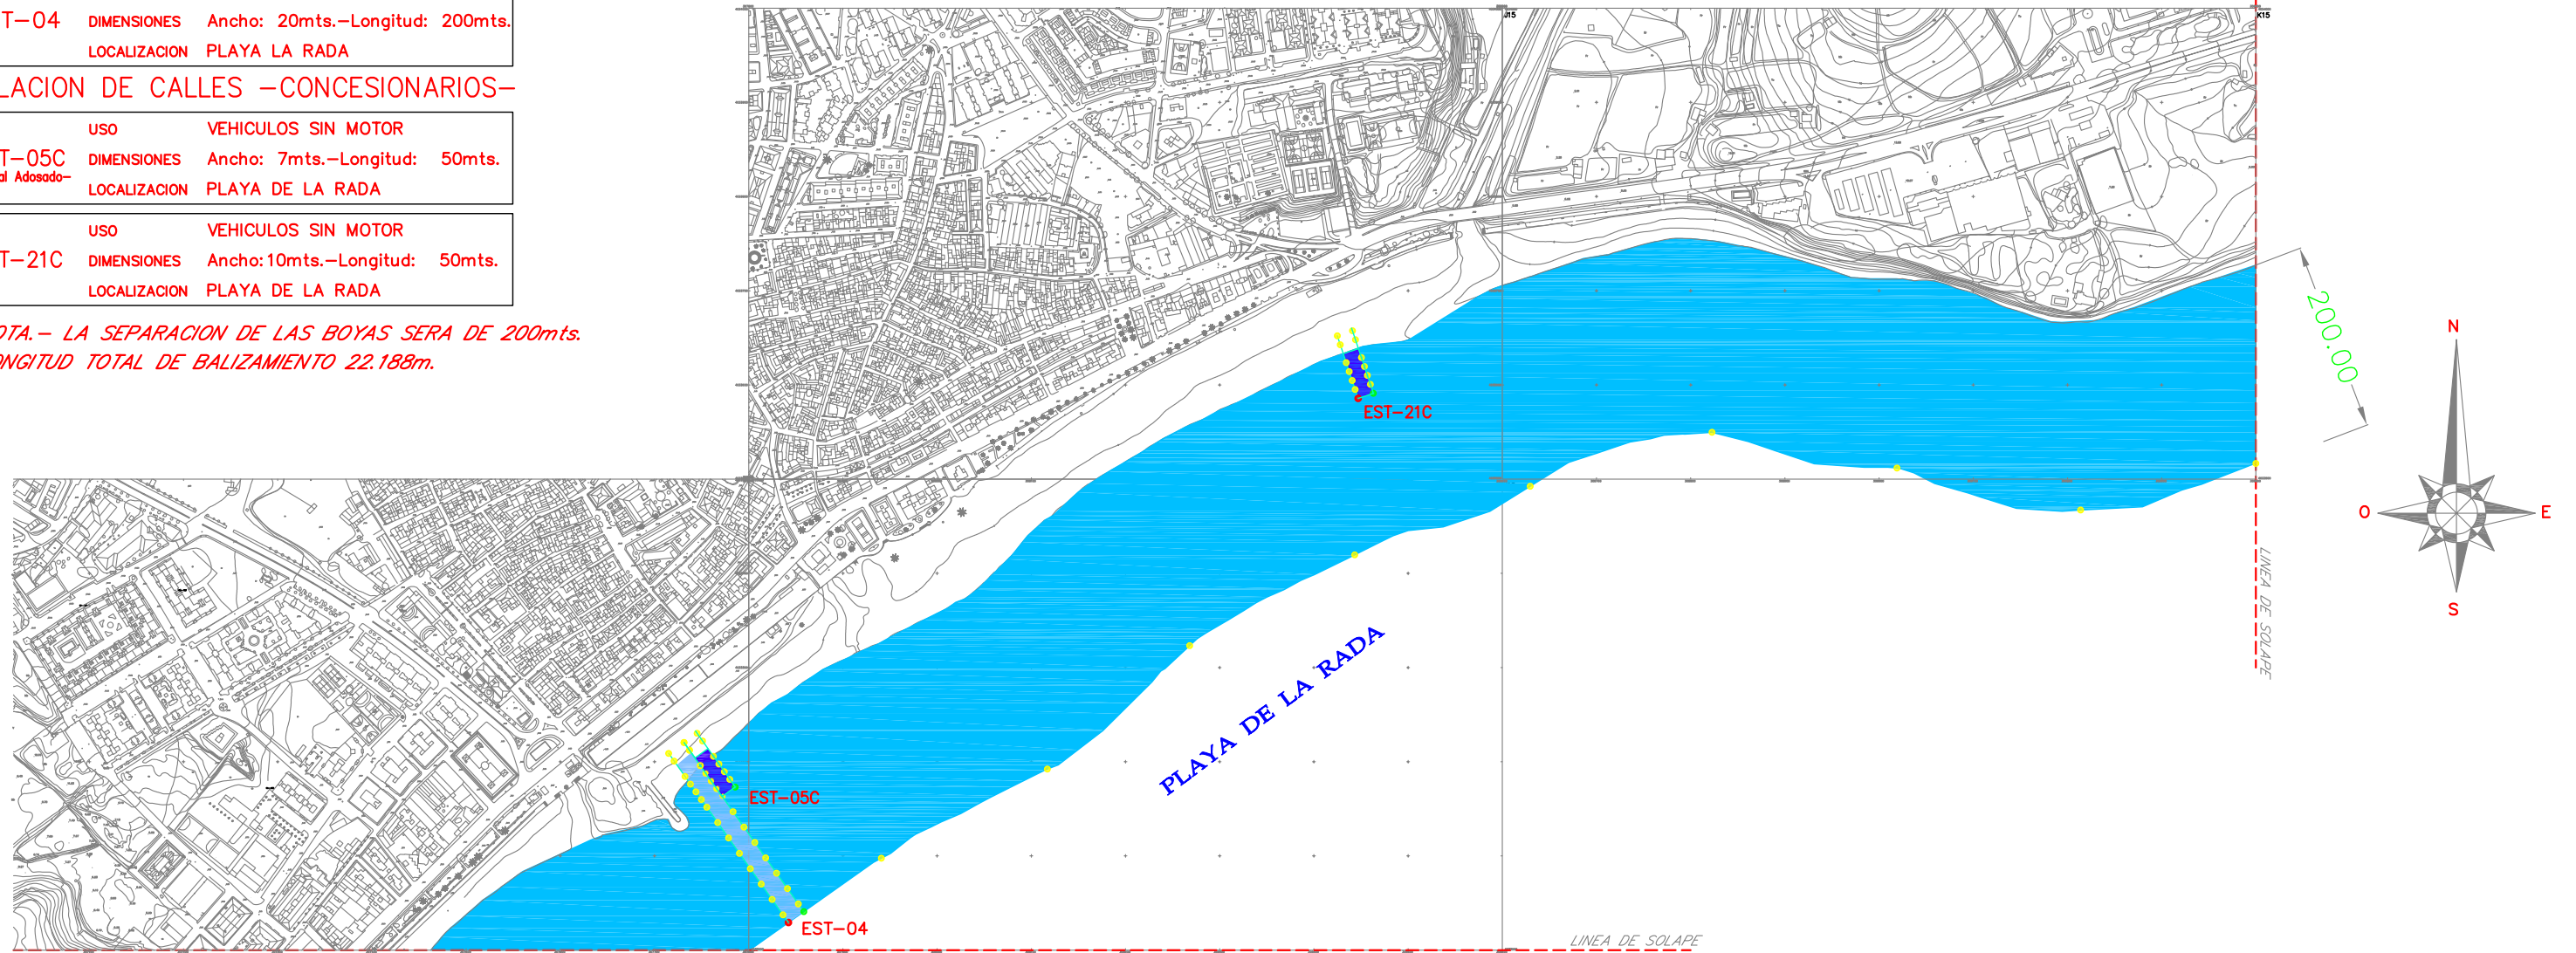 T-04 DIMENSIONES Ancho: 20mts.-Longitud: 200mts.
LOCALIZACION PLAYA LA RADA
LACION DE CALLES -CONCESIONARIOS-
USO VEHICULOS SIN MOTOR
T-05C DIMENSIONES Ancho: 7mts.-Longitud: 50mts.
al Adosado-
LOCALIZACION PLAYA DE LA RADA
USO VEHICULOS SIN MOTOR
T-21C DIMENSIONES Ancho: 10mts.-Longitud: 50mts.
LOCALIZACION PLAYA DE LA RADA
OTA.- LA SEPARACION DE LAS BOYAS SERA DE 200mts.
ONGITUD TOTAL DE BALIZAMIENTO 22.188m.
J15
K15
200.00
N
O
E
S
EST-21C
LINEA DE SOLAPE
PLAYA DE LA RADA
EST-05C
EST-04
LINEA DE SOLAPE